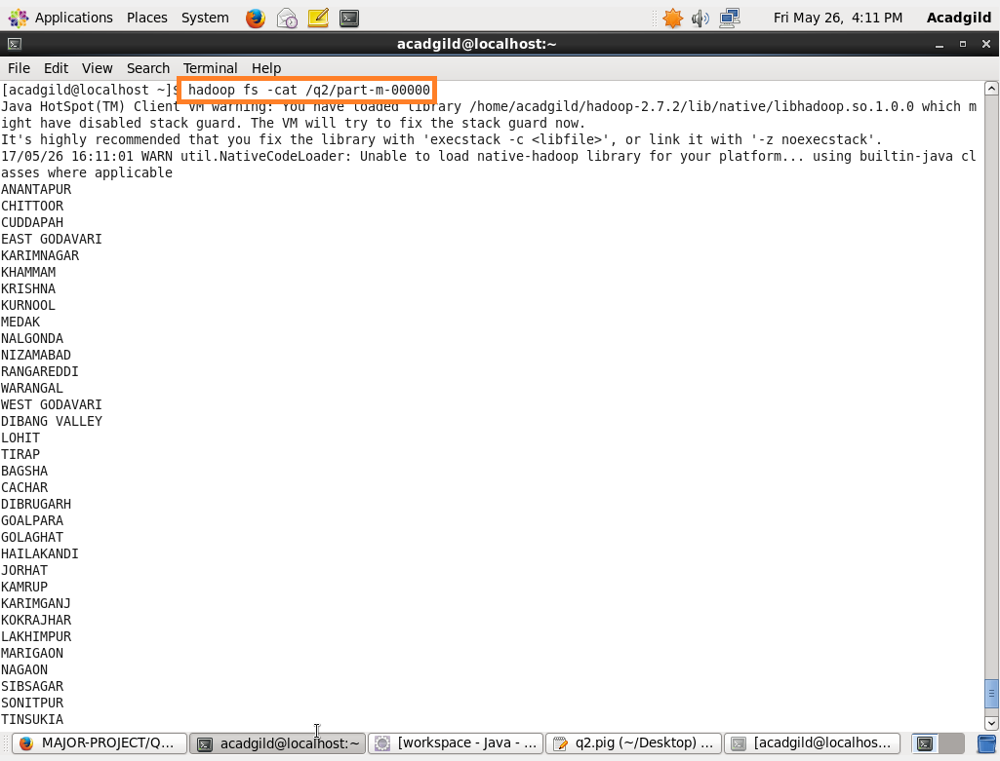 Applications Places System Fri May 26, 4:11 PM Acadgild
acadgild@localhost:~
File Edit View Search Terminal Help
[acadgild@localhost ~]$ hadoop fs -cat /q2/part-m-00000
Java HotSpot(TM) Client VM warning: You have loaded library /home/acadgild/hadoop-2.7.2/lib/native/libhadoop.so.1.0.0 which m
ight have disabled stack guard. The VM will try to fix the stack guard now.
It's highly recommended that you fix the library with 'execstack -c <libfile>', or link it with '-z noexecstack'.
17/05/26 16:11:01 WARN util.NativeCodeLoader: Unable to load native-hadoop library for your platform... using builtin-java cl
asses where applicable
ANANTAPUR
CHITTOOR
CUDDAPAH
EAST GODAVARI
KARIMNAGAR
KHAMMAM
KRISHNA
KURNOOL
MEDAK
NALGONDA
NIZAMABAD
RANGAREDDI
WARANGAL
WEST GODAVARI
DIBANG VALLEY
LOHIT
TIRAP
BAGSHA
CACHAR
DIBRUGARH
GOALPARA
GOLAGHAT
HAILAKANDI
JORHAT
KAMRUP
KARIMGANJ
KOKRAJHAR
LAKHIMPUR
MARIGAON
NAGAON
SIBSAGAR
SONITPUR
TINSUKIA
MAJOR-PROJECT/Q... acadgild@localhost:~ [workspace - Java - ... q2.pig (~/Desktop) ... [acadgild@localhos...